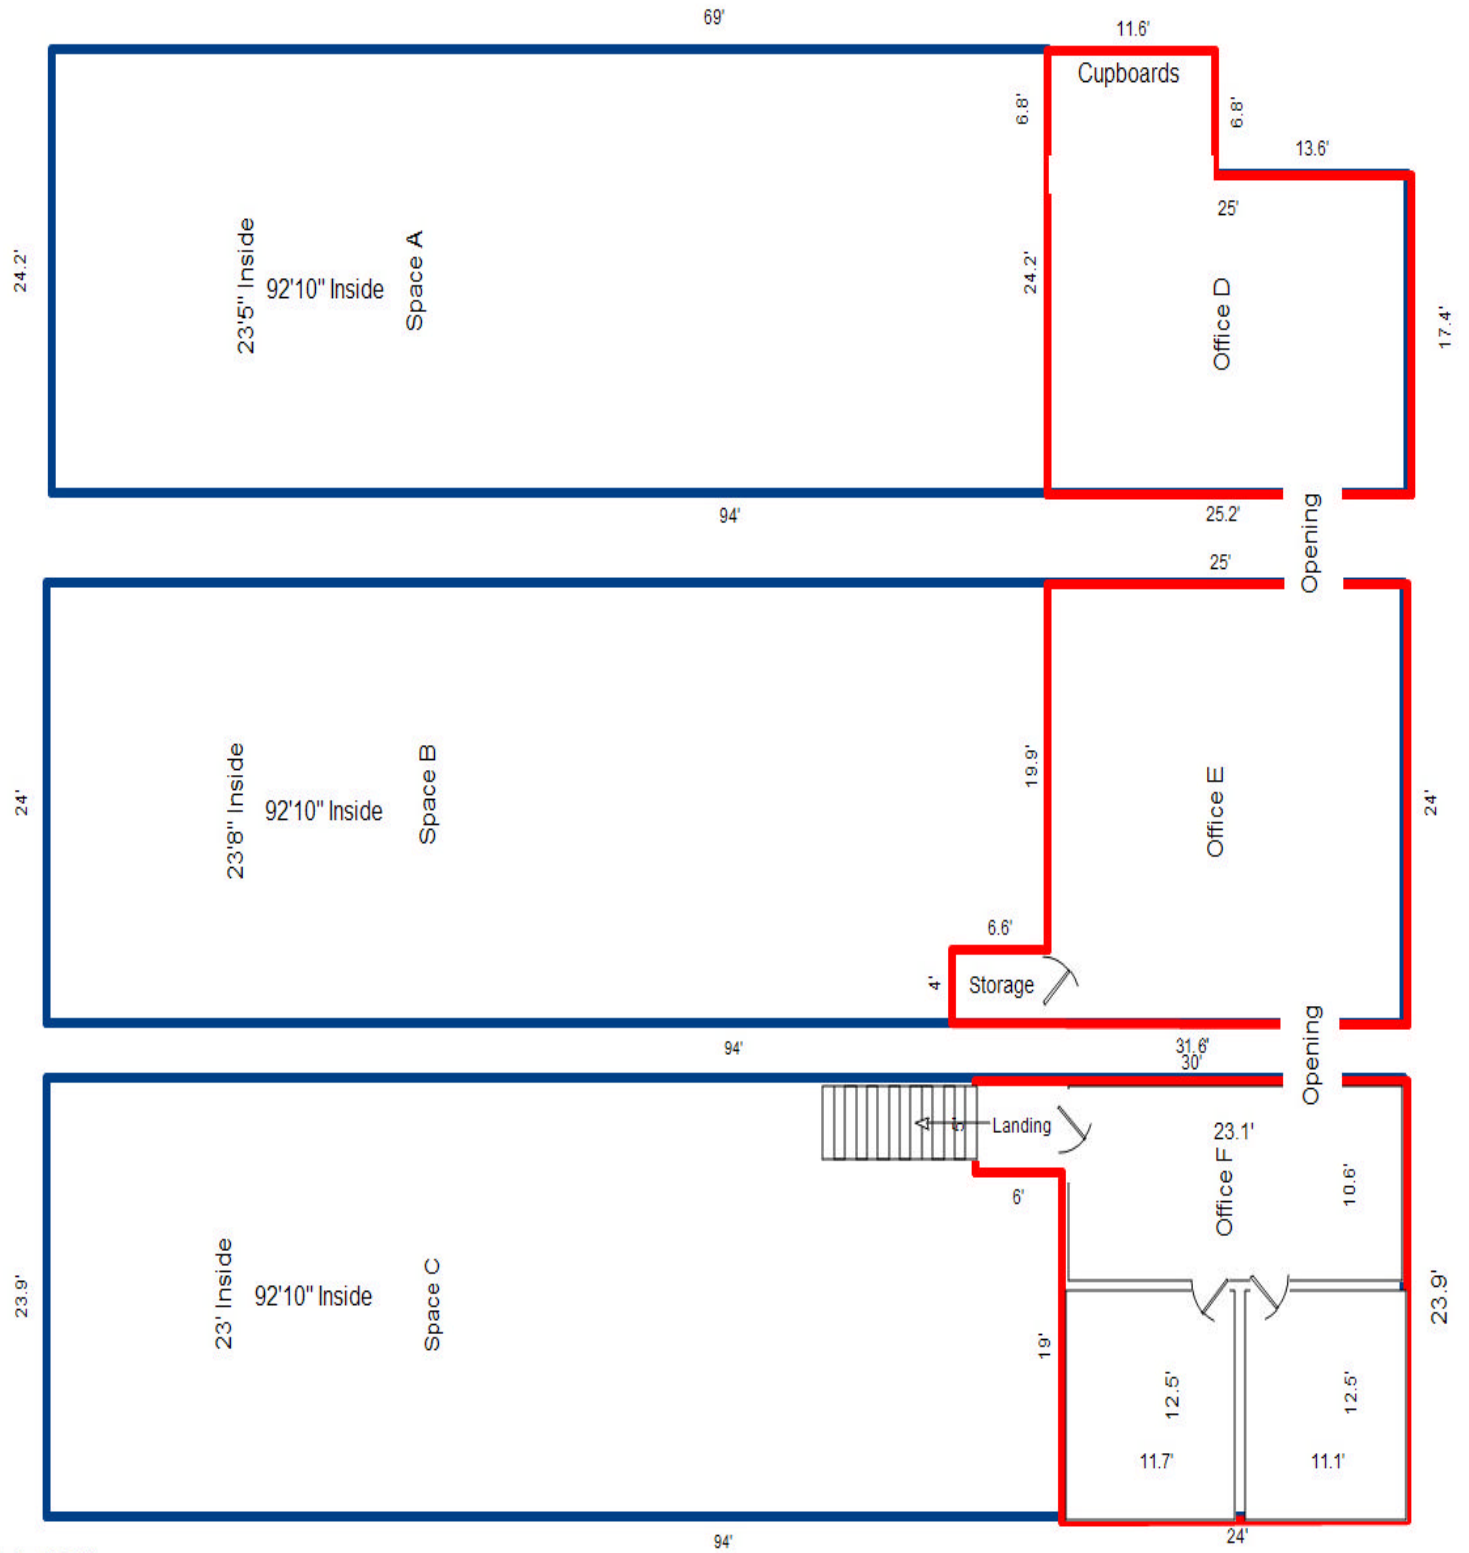 69'
11.6'
Cupboards
6.8'
6.8'
13.6'
25'
24.2'
23'5" Inside
92'10" Inside
Space A
24.2'
Office D
17.4'
94'
25.2'
Opening
25'
24'
23'8" Inside
92'10" Inside
Space B
19.9'
Office E
24'
6.6'
4'
Storage
94'
31.6'
30'
Opening
5'
Landing
23.1'
Office F
10.6'
6'
23.9'
23' Inside
92'10" Inside
Space C
19'
12.5'
12.5'
23.9'
11.7'
11.1'
94'
24'